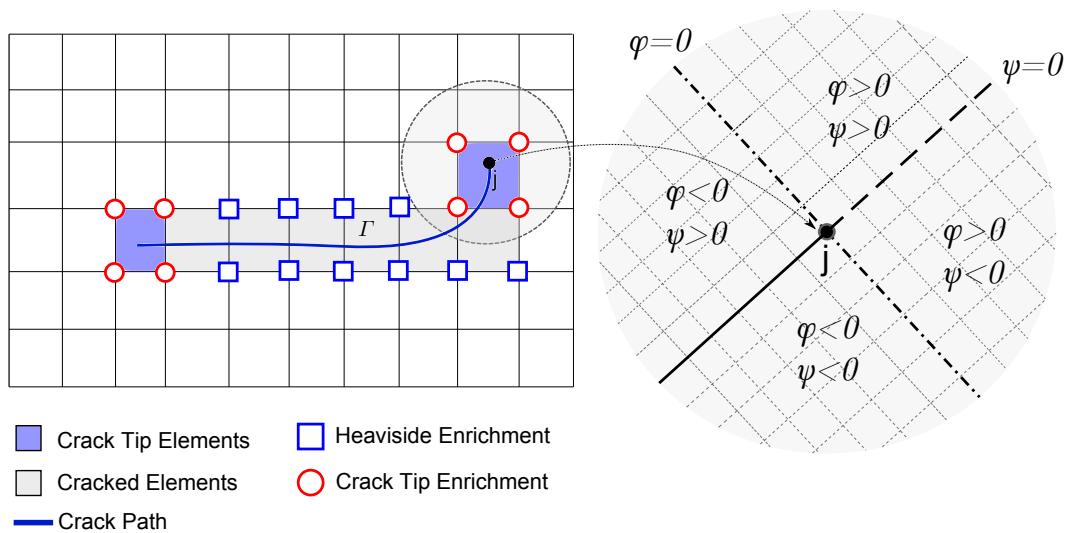 φ=0
ψ=0
φ>0
ψ>0
φ<0
ψ>0
φ>0
ψ<0
φ<0
ψ<0
j
j
Γ
Crack Tip Elements
Heaviside Enrichment
Cracked Elements
Crack Tip Enrichment
Crack Path